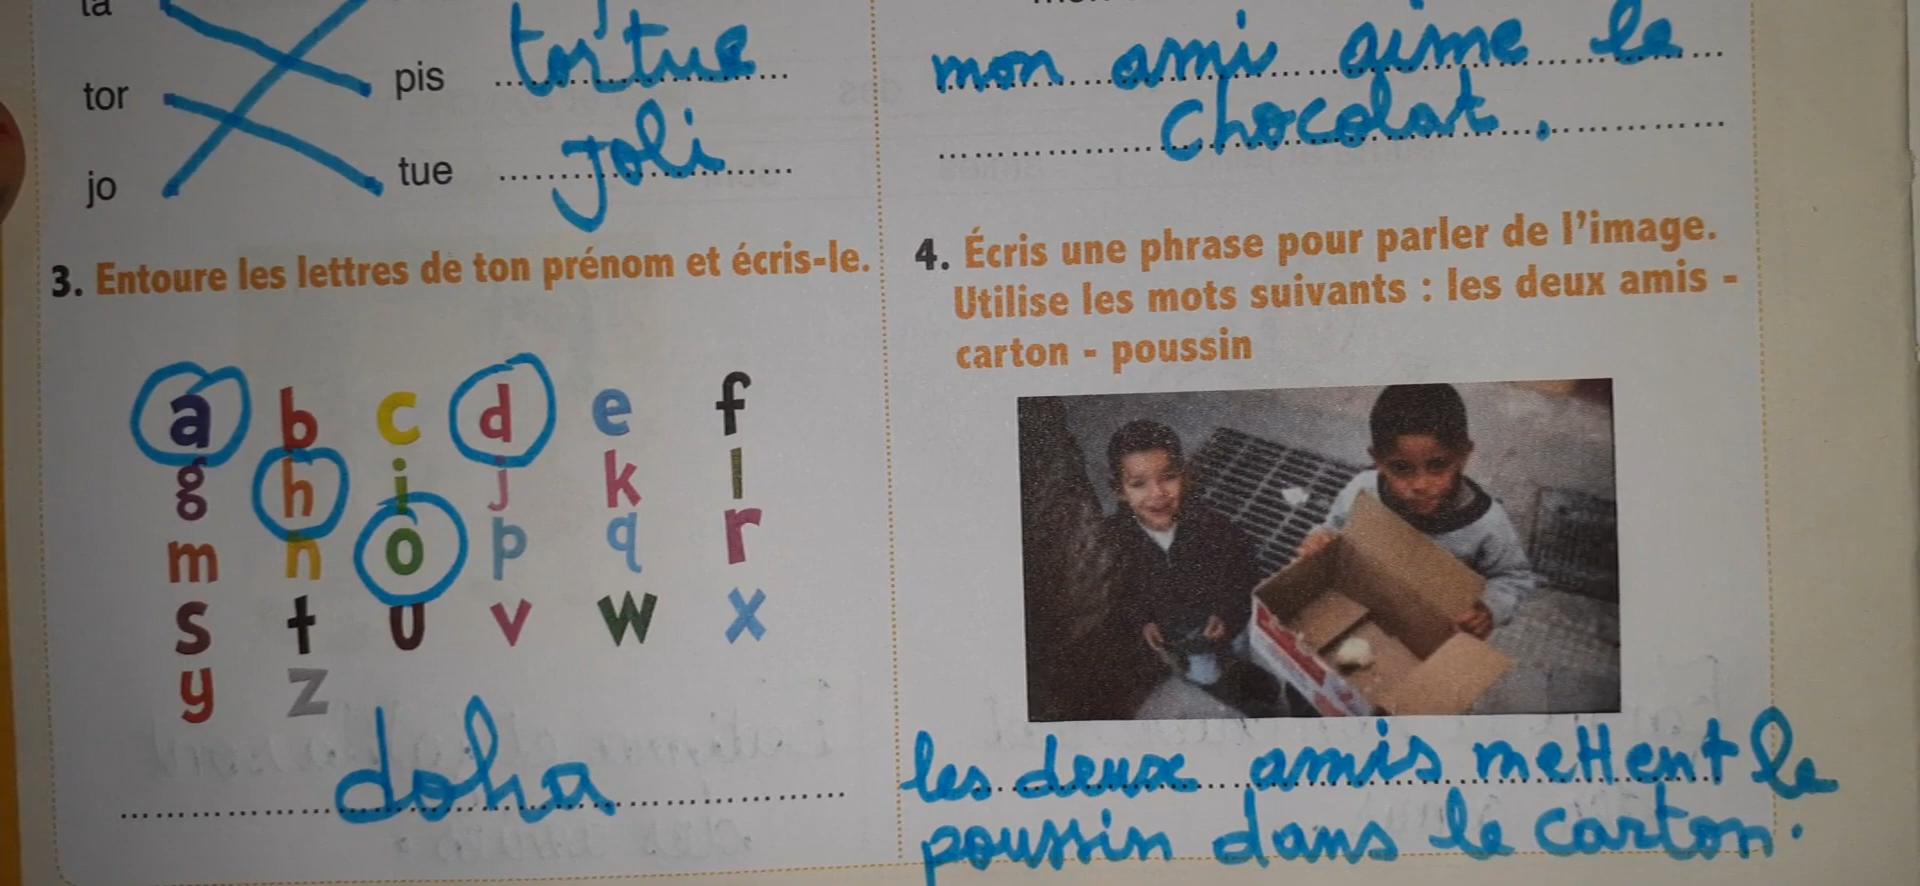 la
tor
pis
tortue
jo
tue
Joli
mon ami aime le
chocolat.
3. Entoure les lettres de ton prénom et écris-le.
a b c d e f
g h i j k l
m n o p q r
s t u v w x
y z
doha
4. Écris une phrase pour parler de l'image.
Utilise les mots suivants : les deux amis -
carton - poussin
les deux amis mettent le
poussin dans le carton.